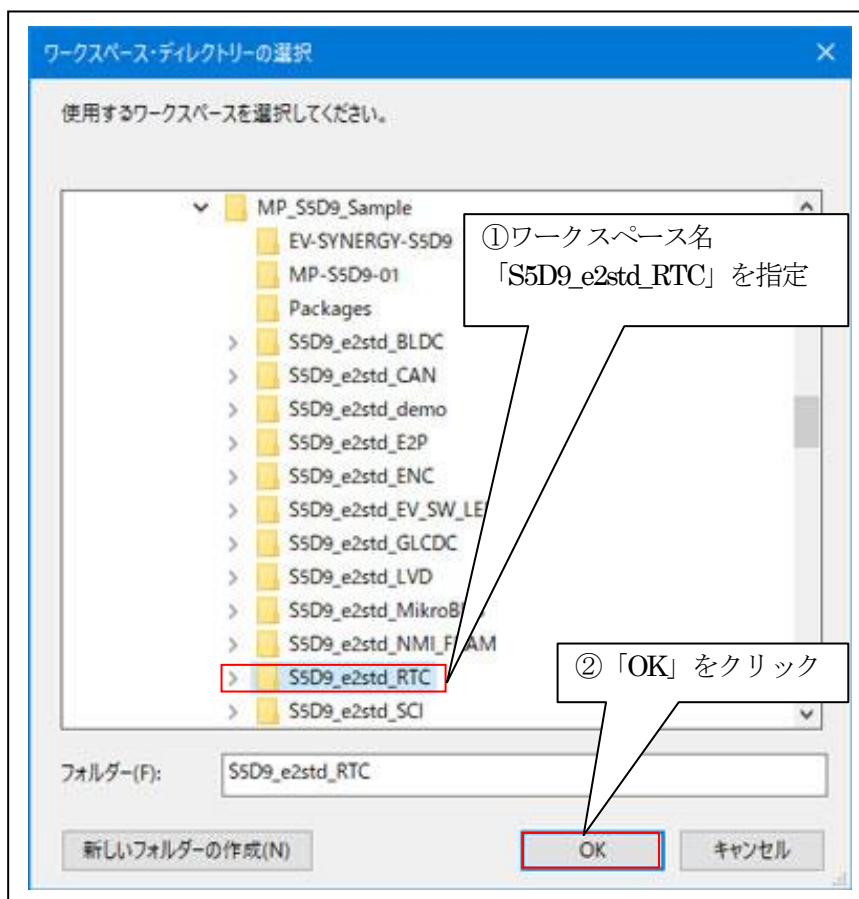 ワークスペース・ディレクトリーの選択
使用するワークスペースを選択してください。
MP_S5D9_Sample
EV-SYNERGY-S5D9
MP-S5D9-01
Packages
S5D9_e2std_BLDC
S5D9_e2std_CAN
S5D9_e2std_demo
S5D9_e2std_E2P
S5D9_e2std_ENC
S5D9_e2std_EV_SW_LE
S5D9_e2std_GLCDC
S5D9_e2std_LVD
S5D9_e2std_NMI_F AM
S5D9_e2std_RTC
S5D9_e2std_SCI
①ワークスペース名
「S5D9_e2std_RTC」を指定
②「OK」をクリック
フォルダー(F):
S5D9_e2std_RTC
新しいフォルダーの作成(N)
OK
キャンセル